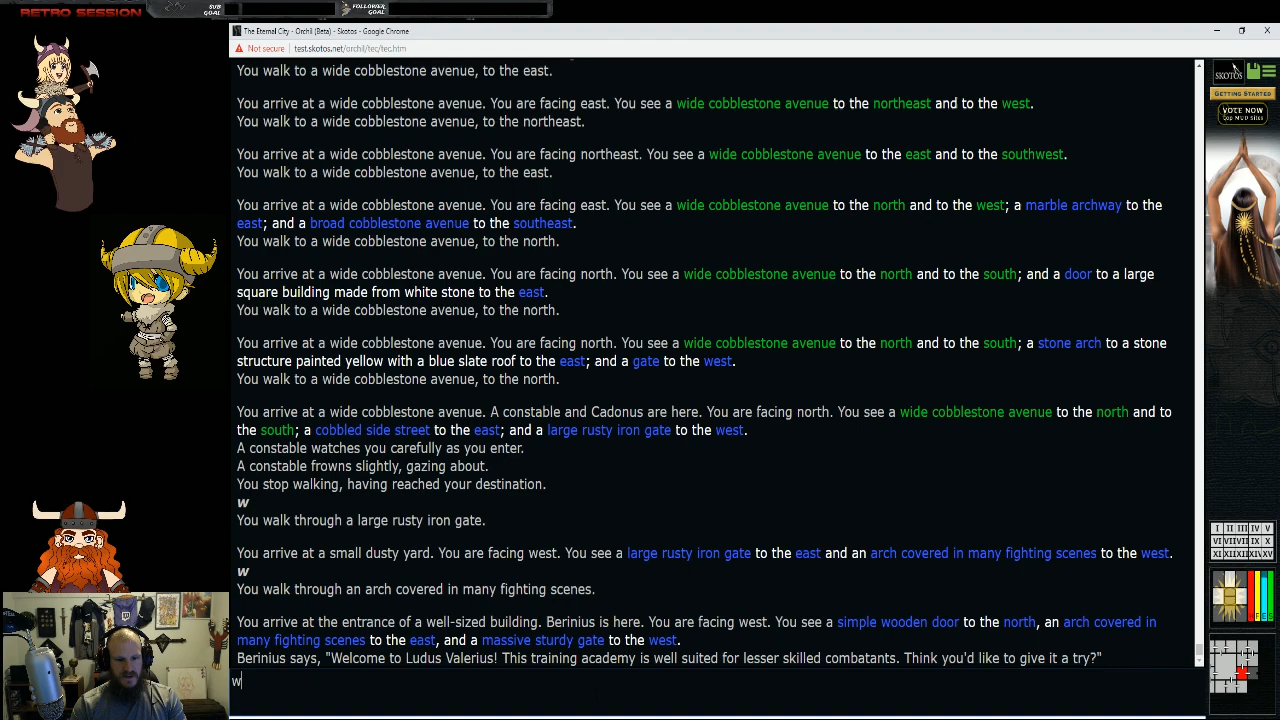 RETRO SESSION
SUB GOAL
FOLLOWER GOAL
The Eternal City - Orchil (Beta) - Skotos - Google Chrome
Not secure | test.skotos.net/orchil/tec/tec.htm
You walk to a wide cobblestone avenue, to the east.
You arrive at a wide cobblestone avenue. You are facing east. You see a wide cobblestone avenue to the northeast and to the west.
You walk to a wide cobblestone avenue, to the northeast.
You arrive at a wide cobblestone avenue. You are facing northeast. You see a wide cobblestone avenue to the east and to the southwest.
You walk to a wide cobblestone avenue, to the east.
You arrive at a wide cobblestone avenue. You are facing east. You see a wide cobblestone avenue to the north and to the west; a marble archway to the
east; and a broad cobblestone avenue to the southeast.
You walk to a wide cobblestone avenue, to the north.
You arrive at a wide cobblestone avenue. You are facing north. You see a wide cobblestone avenue to the north and to the south; and a door to a large
square building made from white stone to the east.
You walk to a wide cobblestone avenue, to the north.
You arrive at a wide cobblestone avenue. You are facing north. You see a wide cobblestone avenue to the north and to the south; a stone arch to a stone
structure painted yellow with a blue slate roof to the east; and a gate to the west.
You walk to a wide cobblestone avenue, to the north.
You arrive at a wide cobblestone avenue. A constable and Cadonus are here. You are facing north. You see a wide cobblestone avenue to the north and to
the south; a cobbled side street to the east; and a large rusty iron gate to the west.
A constable watches you carefully as you enter.
A constable frowns slightly, gazing about.
You stop walking, having reached your destination.
w
You walk through a large rusty iron gate.
You arrive at a small dusty yard. You are facing west. You see a large rusty iron gate to the east and an arch covered in many fighting scenes to the west.
w
You walk through an arch covered in many fighting scenes.
You arrive at the entrance of a well-sized building. Berinius is here. You are facing west. You see a simple wooden door to the north, an arch covered in
many fighting scenes to the east, and a massive sturdy gate to the west.
Berinius says, "Welcome to Ludus Valerius! This training academy is well suited for lesser skilled combatants. Think you'd like to give it a try?"
w
SKOTOS
GETTING STARTED
VOTE NOW
Top MUD Sites
I II III IV V
VI VII VIII IX X
XI XII XIII XIV XV